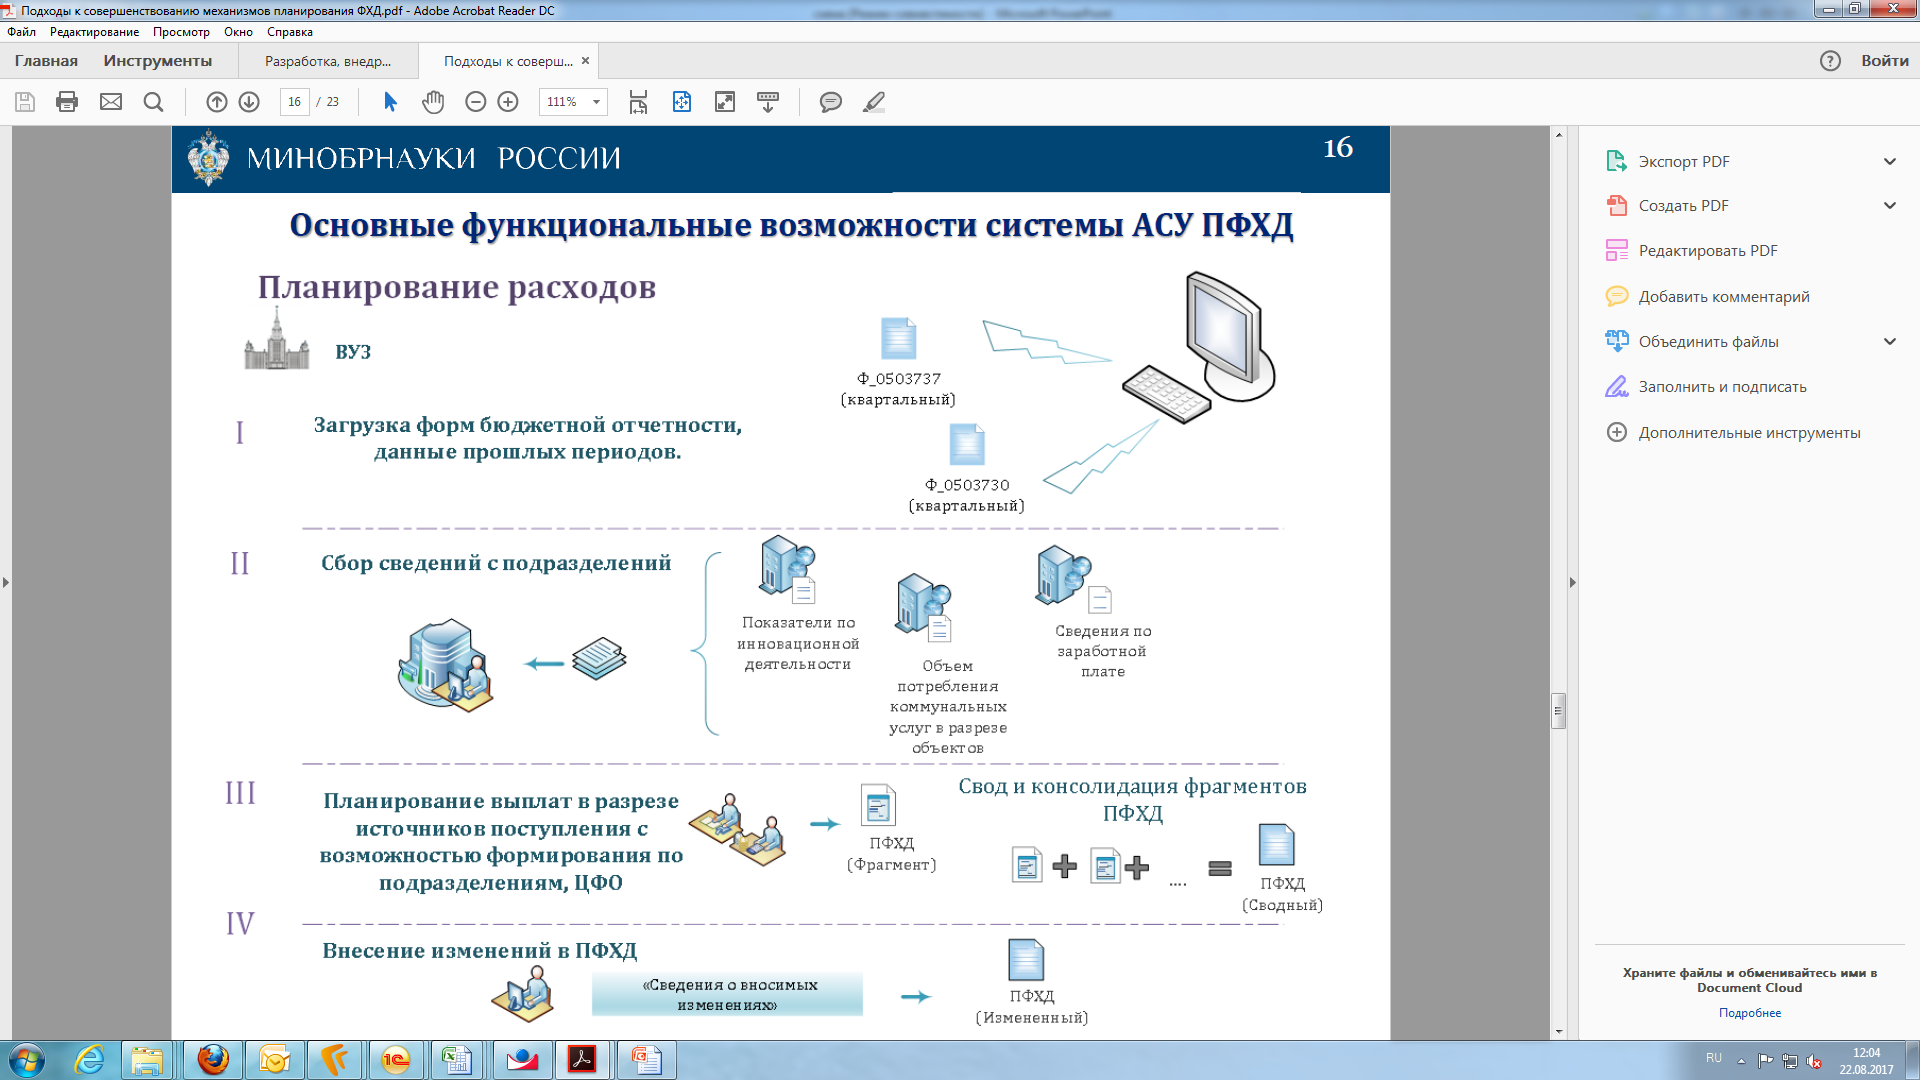 Подходы к совершенствованию механизмов планирования ФХД.pdf - Adobe Acrobat Reader DC
Файл Редактирование Просмотр Окно Справка
Главная Инструменты Разработка, внедр... Подходы к соверш... × Войти
16 / 23 111%
МИНОБРНАУКИ РОССИИ 16
Основные функциональные возможности системы АСУ ПФХД
Планирование расходов
ВУЗ
Ф_0503737
(квартальный)
I
Загрузка форм бюджетной отчетности,
данные прошлых периодов.
Ф_0503730
(квартальный)
II
Сбор сведений с подразделений
Показатели по
инновационной
деятельности
Объем
потребления
коммунальных
услуг в разрезе
объектов
Сведения по
заработной
плате
III
Планирование выплат в разрезе
источников поступления с
возможностью формирования по
подразделениям, ЦФО
ПФХД
(Фрагмент)
Свод и консолидация фрагментов
ПФХД
....
ПФХД
(Сводный)
IV
Внесение изменений в ПФХД
«Сведения о вносимых
изменениях»
ПФХД
(Измененный)
Экспорт PDF
Создать PDF
Редактировать PDF
Добавить комментарий
Объединить файлы
Заполнить и подписать
Дополнительные инструменты
Храните файлы и обменивайтесь ими в
Document Cloud
Подробнее
RU
12:04
22.08.2017